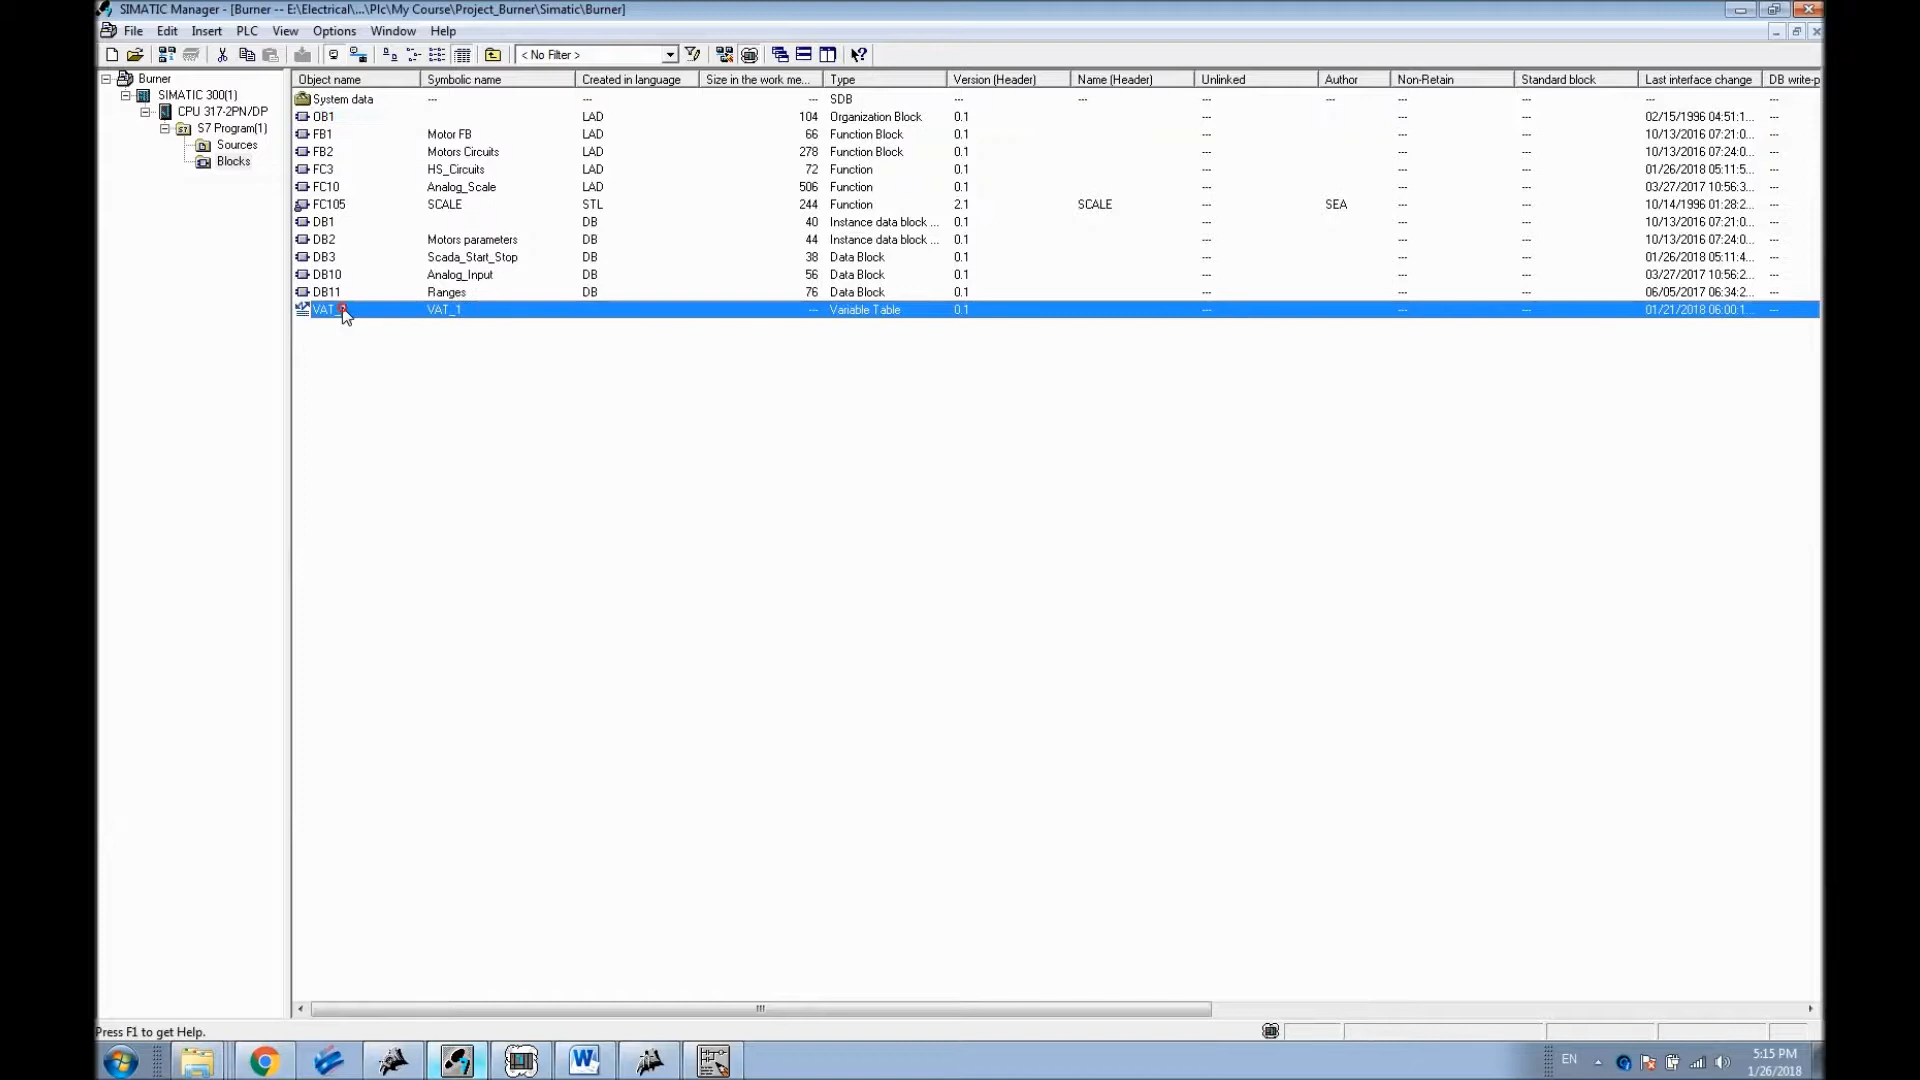 SIMATIC Manager - [Burner -- E:\Electrical\...\Plc\My Course\Project_Burner\Simatic\Burner]
File Edit Insert PLC View Options Window Help
< No Filter >
Burner
SIMATIC 300(1)
CPU 317-2PN/DP
S7 Program(1)
Sources
Blocks
Object name Symbolic name Created in language Size in the work me... Type Version (Header) Name (Header) Unlinked Author Non-Retain Standard block Last interface change DB write-p
System data --- --- --- SDB --- --- --- --- --- --- --- ---
OB1 LAD 104 Organization Block 0.1 --- --- --- 02/15/1996 04:51:1... ---
FB1 Motor FB LAD 66 Function Block 0.1 --- --- --- 10/13/2016 07:21:0... ---
FB2 Motors Circuits LAD 278 Function Block 0.1 --- --- --- 10/13/2016 07:24:0... ---
FC3 HS_Circuits LAD 72 Function 0.1 --- --- --- 01/26/2018 05:11:5... ---
FC10 Analog_Scale LAD 506 Function 0.1 --- --- --- 03/27/2017 10:56:3... ---
FC105 SCALE STL 244 Function 2.1 SCALE --- SEA --- --- 10/14/1996 01:28:2... ---
DB1 DB 40 Instance data block ... 0.1 --- --- --- 10/13/2016 07:21:0... ---
DB2 Motors parameters DB 44 Instance data block ... 0.1 --- --- --- 10/13/2016 07:24:0... ---
DB3 Scada_Start_Stop DB 38 Data Block 0.1 --- --- --- 01/26/2018 05:11:4... ---
DB10 Analog_Input DB 56 Data Block 0.1 --- --- --- 03/27/2017 10:56:2... ---
DB11 Ranges DB 76 Data Block 0.1 --- --- --- 06/05/2017 06:34:2... ---
VAT_ VAT_1 --- Variable Table 0.1 --- --- --- 01/21/2018 06:00:1... ---
Press F1 to get Help.
EN 5:15 PM
1/26/2018